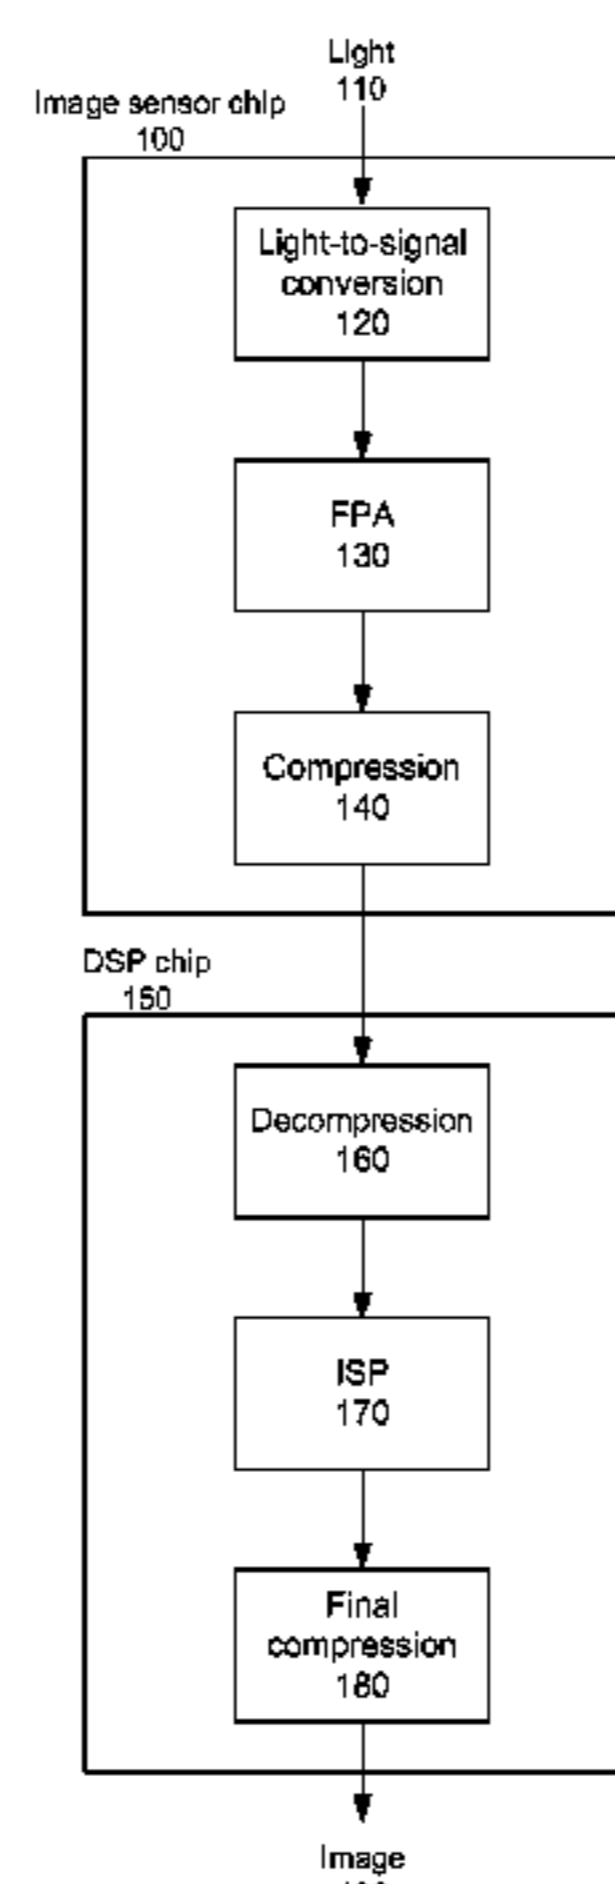 Light
110
Image sensor chip
100
Light-to-signal
conversion
120
FPA
130
Compression
140
DSP chip
150
Decompression
160
ISP
170
Final
compression
180
Image